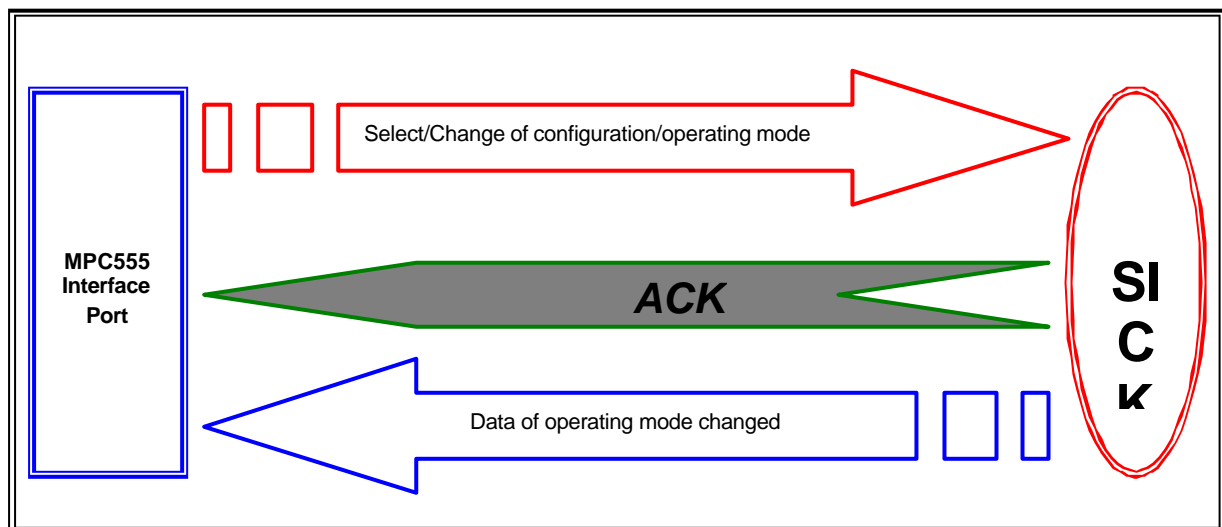 Select/Change of configuration/operating mode
MPC555
Interface
Port
ACK
SI
C
K
Data of operating mode changed